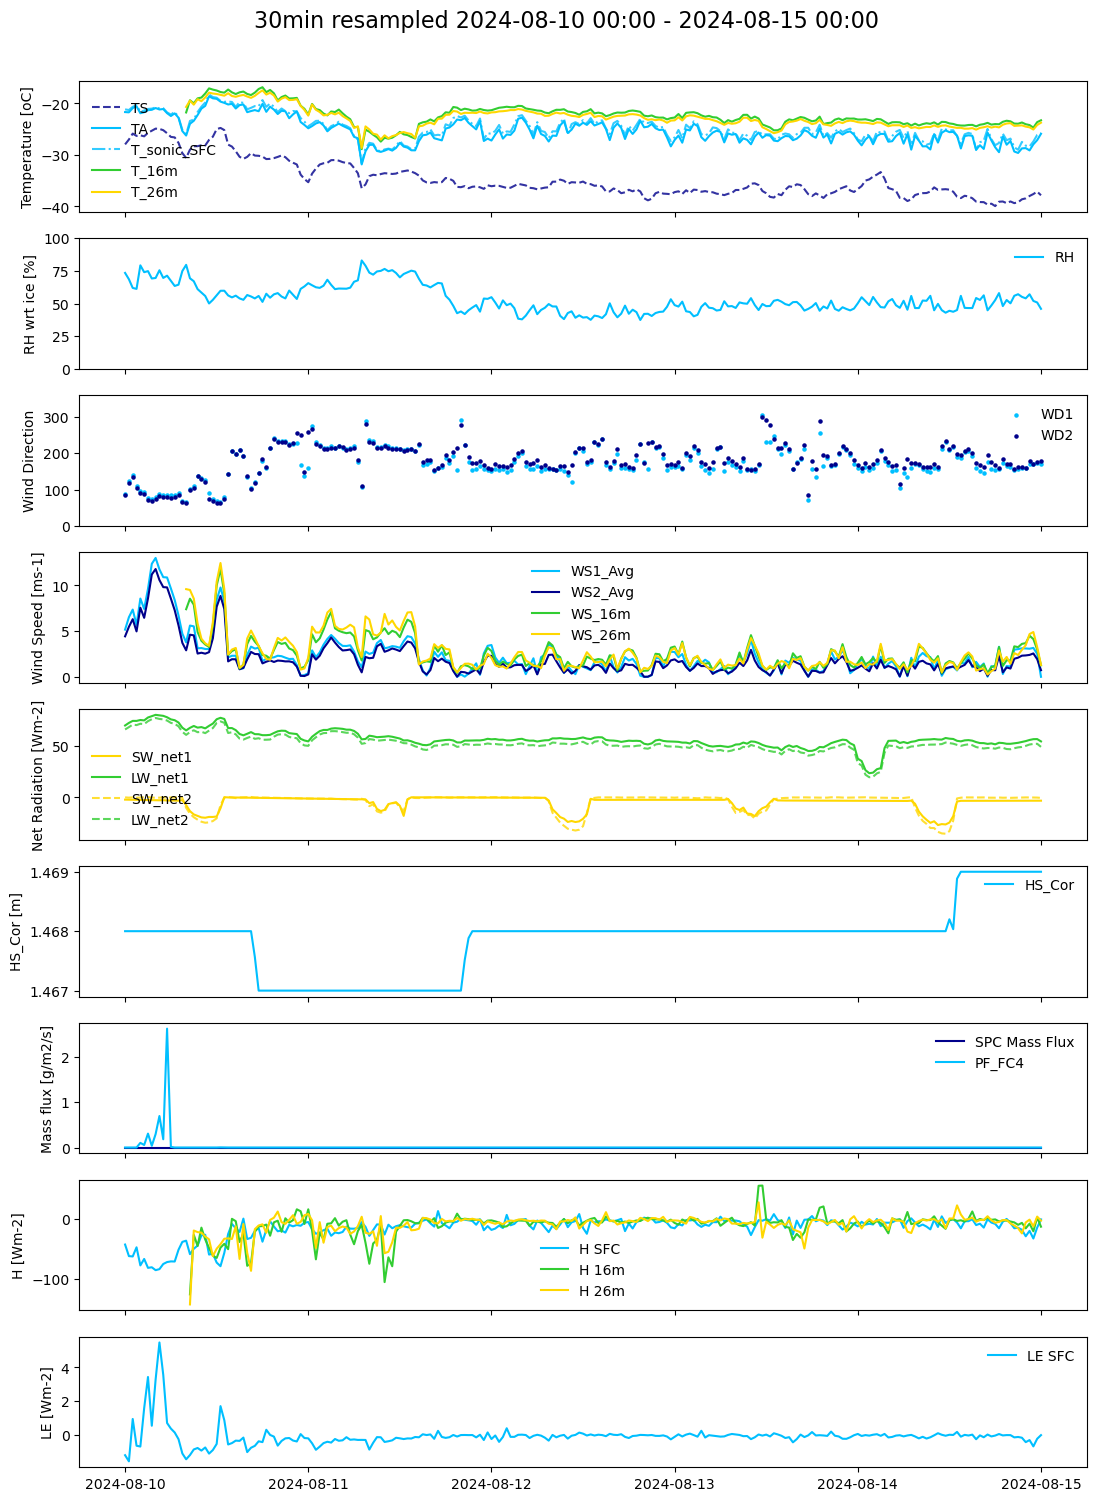 30min resampled 2024-08-10 00:00 - 2024-08-15 00:00
Temperature [oC]
−20
−30
−40
TS
TA
T_sonic_SFC
T_16m
T_26m
RH wrt ice [%]
100
75
50
25
0
RH
Wind Direction
300
200
100
0
WD1
WD2
Wind Speed [ms-1]
10
5
0
WS1_Avg
WS2_Avg
WS_16m
WS_26m
Net Radiation [Wm-2]
50
0
SW_net1
LW_net1
SW_net2
LW_net2
HS_Cor [m]
1.469
1.468
1.467
HS_Cor
Mass flux [g/m2/s]
2
1
0
SPC Mass Flux
PF_FC4
H [Wm-2]
0
−100
H SFC
H 16m
H 26m
LE [Wm-2]
4
2
0
LE SFC
2024-08-10
2024-08-11
2024-08-12
2024-08-13
2024-08-14
2024-08-15